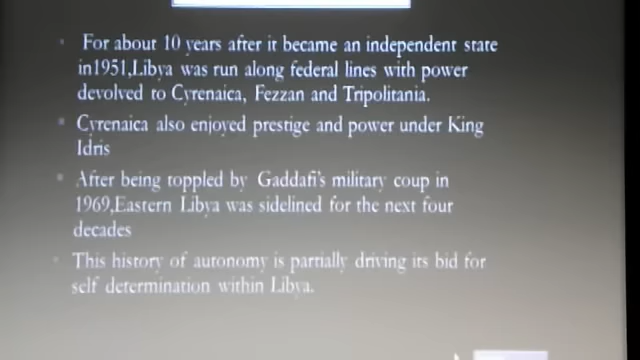 For about 10 years after it became an independent state
in1951,Libya was run along federal lines with power
devolved to Cyrenaica, Fezzan and Tripolitania.
Cyrenaica also enjoyed prestige and power under King
Idris
After being toppled by Gaddafi's military coup in
1969,Eastern Libya was sidelined for the next four
decades
This history of autonomy is partially driving its bid for
self determination within Libya.